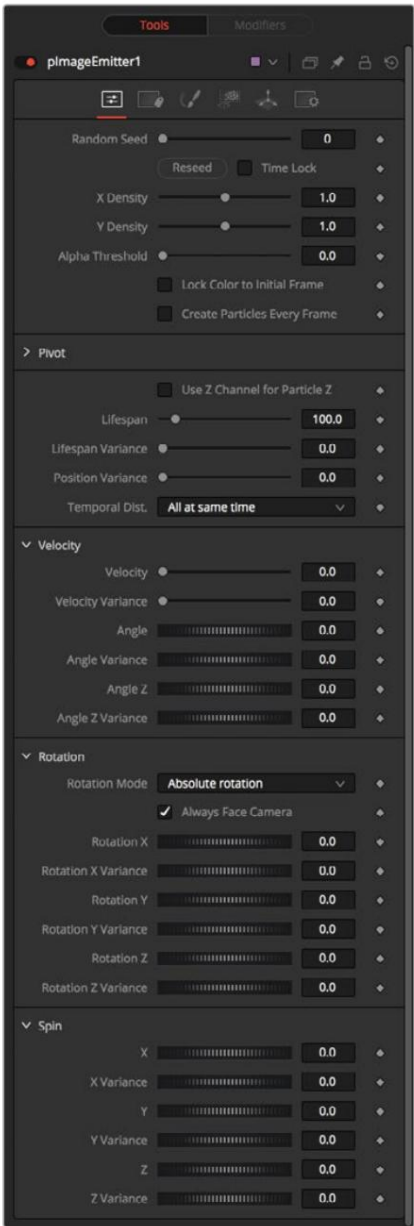 Tools Modifiers
pImageEmitter1
Random Seed 0
Reseed Time Lock
X Density 1.0
Y Density 1.0
Alpha Threshold 0.0
Lock Color to Initial Frame
Create Particles Every Frame
Pivot
Use Z Channel for Particle Z
Lifespan 100.0
Lifespan Variance 0.0
Position Variance 0.0
Temporal Dist. All at same time
Velocity
Velocity 0.0
Velocity Variance 0.0
Angle 0.0
Angle Variance 0.0
Angle Z 0.0
Angle Z Variance 0.0
Rotation
Rotation Mode Absolute rotation
Always Face Camera
Rotation X 0.0
Rotation X Variance 0.0
Rotation Y 0.0
Rotation Y Variance 0.0
Rotation Z 0.0
Rotation Z Variance 0.0
Spin
X 0.0
X Variance 0.0
Y 0.0
Y Variance 0.0
Z 0.0
Z Variance 0.0